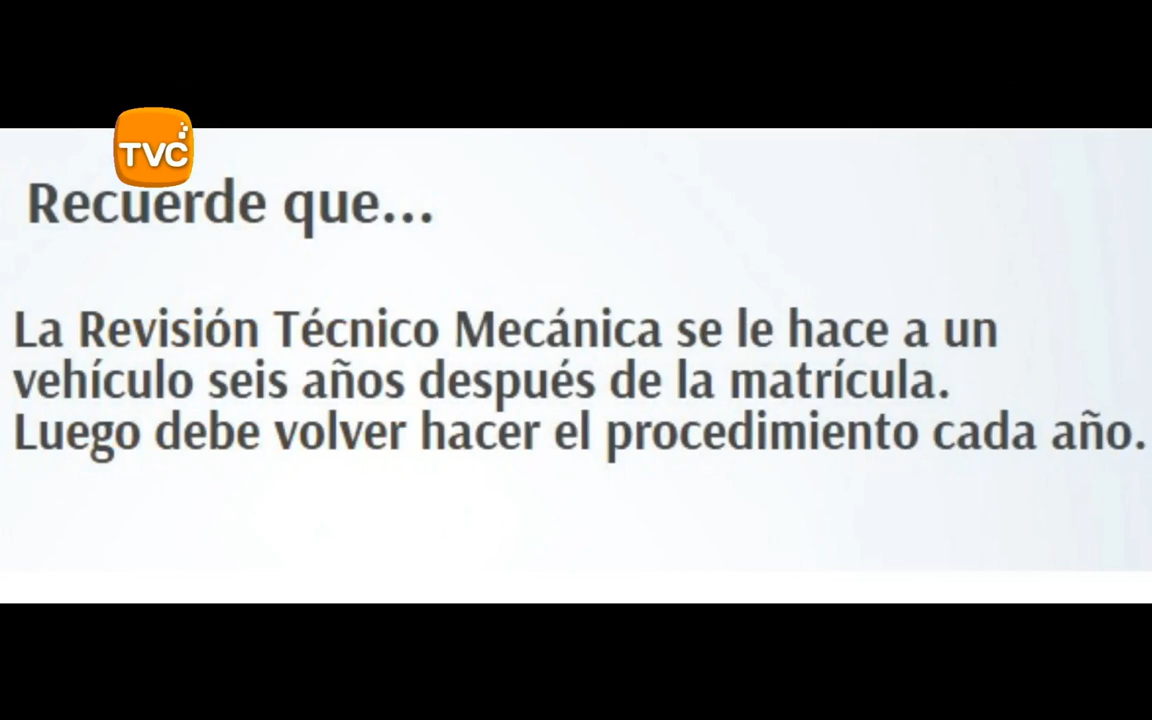 TVC
Recuerde que...
La Revisión Técnico Mecánica se le hace a un
vehículo seis años después de la matrícula.
Luego debe volver hacer el procedimiento cada año.